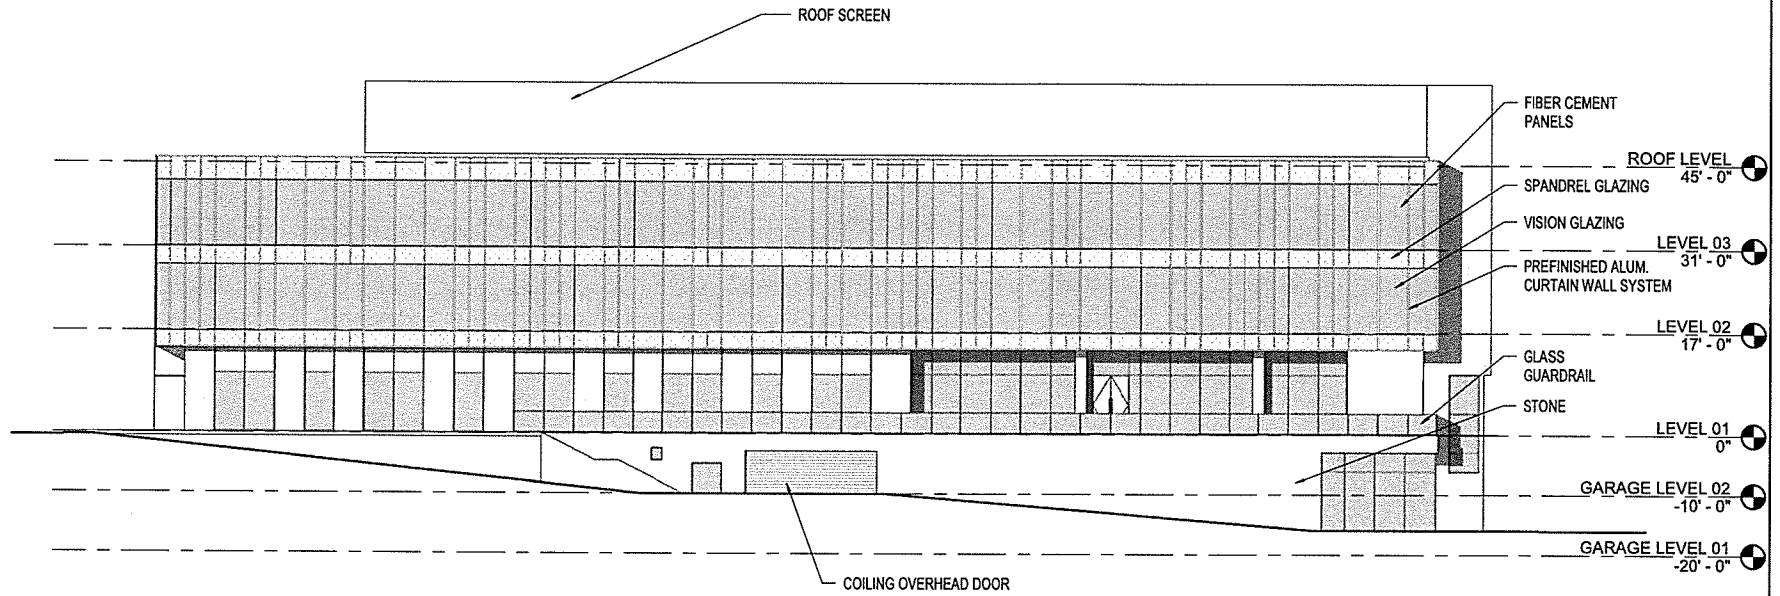 ROOF SCREEN
FIBER CEMENT
PANELS
ROOF LEVEL
45' - 0"
SPANDREL GLAZING
VISION GLAZING
LEVEL 03
31' - 0"
PREFINISHED ALUM.
CURTAIN WALL SYSTEM
LEVEL 02
17' - 0"
GLASS
GUARDRAIL
STONE
LEVEL 01
0"
GARAGE LEVEL 02
-10' - 0"
GARAGE LEVEL 01
-20' - 0"
COILING OVERHEAD DOOR